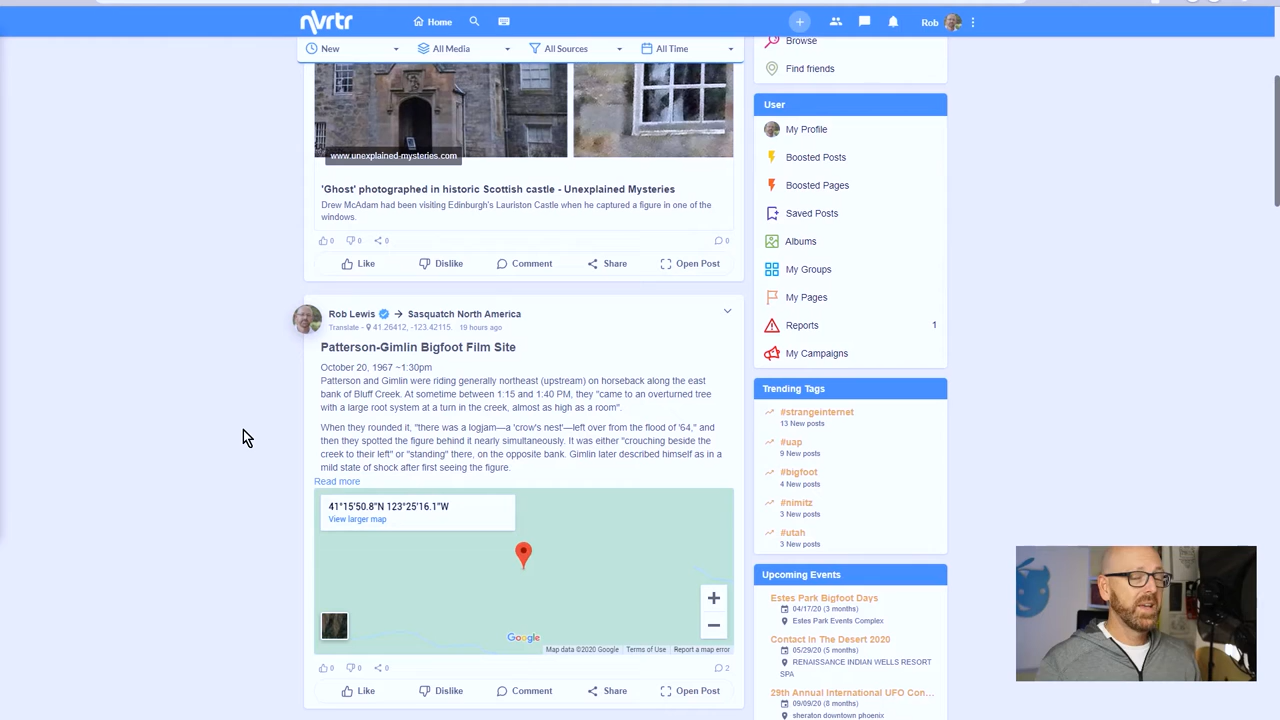 nvrtr
Home
Rob
New
All Media
All Sources
All Time
Browse
Find friends
www.unexplained-mysteries.com
'Ghost' photographed in historic Scottish castle - Unexplained Mysteries
Drew McAdam had been visiting Edinburgh's Lauriston Castle when he captured a figure in one of the
windows.
0 0 0 0
Like Dislike Comment Share Open Post
Rob Lewis → Sasquatch North America
Translate - 41.26412, -123.42115. 19 hours ago
Patterson-Gimlin Bigfoot Film Site
October 20, 1967 ~1:30pm
Patterson and Gimlin were riding generally northeast (upstream) on horseback along the east
bank of Bluff Creek. At sometime between 1:15 and 1:40 PM, they "came to an overturned tree
with a large root system at a turn in the creek, almost as high as a room".
When they rounded it, "there was a logjam—a 'crow's nest'—left over from the flood of '64," and
then they spotted the figure behind it nearly simultaneously. It was either "crouching beside the
creek to their left" or "standing" there, on the opposite bank. Gimlin later described himself as in a
mild state of shock after first seeing the figure.
Read more
41°15'50.8"N 123°25'16.1"W
View larger map
+
−
Google
Map data ©2020 Google Terms of Use Report a map error
0 0 0 2
Like Dislike Comment Share Open Post
User
My Profile
Boosted Posts
Boosted Pages
Saved Posts
Albums
My Groups
My Pages
Reports 1
My Campaigns
Trending Tags
#strangeinternet
13 New posts
#uap
9 New posts
#bigfoot
4 New posts
#nimitz
3 New posts
#utah
3 New posts
Upcoming Events
Estes Park Bigfoot Days
04/17/20 (3 months)
Estes Park Events Complex
Contact In The Desert 2020
05/29/20 (5 months)
RENAISSANCE INDIAN WELLS RESORT
SPA
29th Annual International UFO Con...
09/09/20 (8 months)
sheraton downtown phoenix